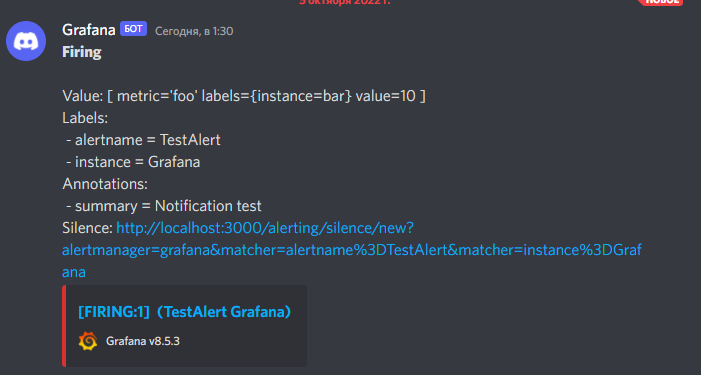 5 октября 2022 г.
НОВОЕ
Grafana БОТ Сегодня, в 1:30
Firing
Value: [ metric='foo' labels={instance=bar} value=10 ]
Labels:
- alertname = TestAlert
- instance = Grafana
Annotations:
- summary = Notification test
Silence: http://localhost:3000/alerting/silence/new?
alertmanager=grafana&matcher=alertname%3DTestAlert&matcher=instance%3DGraf
ana
[FIRING:1] (TestAlert Grafana)
Grafana v8.5.3